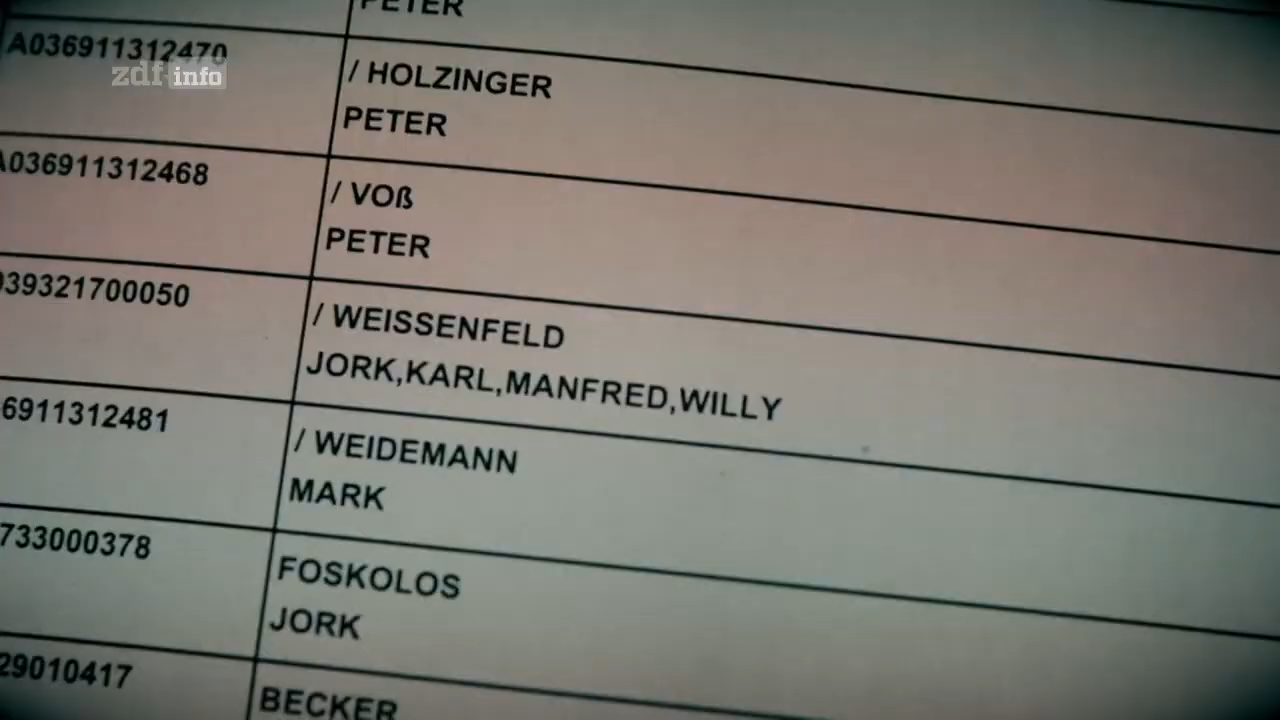 PETER
A036911312470
zdf info
/ HOLZINGER
PETER
A036911312468
/ VOß
PETER
039321700050
/ WEISSENFELD
JORK,KARL,MANFRED,WILLY
6911312481
/ WEIDEMANN
MARK
733000378
FOSKOLOS
JORK
29010417
BECKER